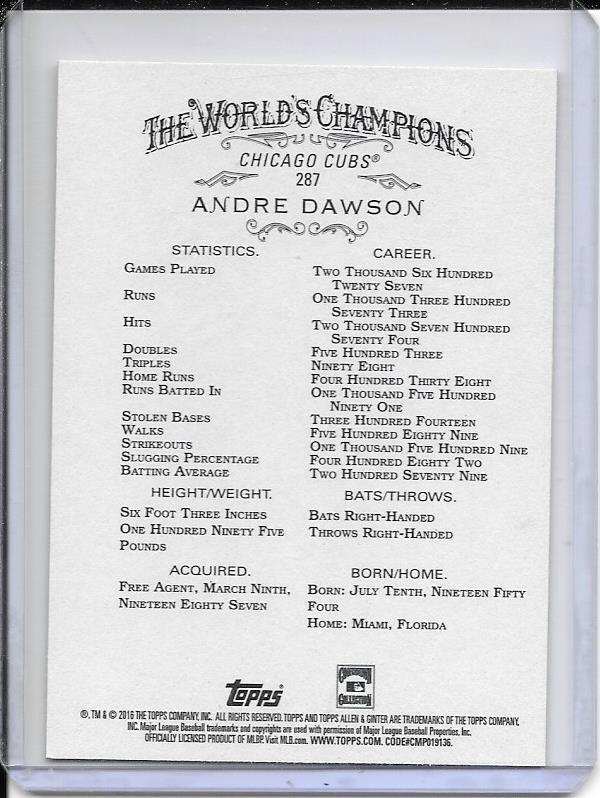 THE WORLD'S CHAMPIONS
CHICAGO CUBS®
287
ANDRE DAWSON
STATISTICS. CAREER.
GAMES PLAYED TWO THOUSAND SIX HUNDRED
TWENTY SEVEN
RUNS ONE THOUSAND THREE HUNDRED
SEVENTY THREE
HITS TWO THOUSAND SEVEN HUNDRED
SEVENTY FOUR
DOUBLES FIVE HUNDRED THREE
TRIPLES NINETY EIGHT
HOME RUNS FOUR HUNDRED THIRTY EIGHT
RUNS BATTED IN ONE THOUSAND FIVE HUNDRED
NINETY ONE
STOLEN BASES THREE HUNDRED FOURTEEN
WALKS FIVE HUNDRED EIGHTY NINE
STRIKEOUTS ONE THOUSAND FIVE HUNDRED NINE
SLUGGING PERCENTAGE FOUR HUNDRED EIGHTY TWO
BATTING AVERAGE TWO HUNDRED SEVENTY NINE
HEIGHT/WEIGHT. BATS/THROWS.
SIX FOOT THREE INCHES BATS RIGHT-HANDED
ONE HUNDRED NINETY FIVE THROWS RIGHT-HANDED
POUNDS
ACQUIRED. BORN/HOME.
FREE AGENT, MARCH NINTH, BORN: JULY TENTH, NINETEEN FIFTY
NINETEEN EIGHTY SEVEN FOUR
HOME: MIAMI, FLORIDA
TOPPS COOPERSTOWN COLLECTION
®, TM & © 2016 THE TOPPS COMPANY, INC. ALL RIGHTS RESERVED. TOPPS AND TOPPS ALLEN & GINTER ARE TRADEMARKS OF THE TOPPS COMPANY,
INC. Major League Baseball trademarks and copyrights are used with permission of Major League Baseball Properties, Inc.
OFFICIALLY LICENSED PRODUCT OF MLBP. Visit MLB.com. WWW.TOPPS.COM. CODE#CMP019136.